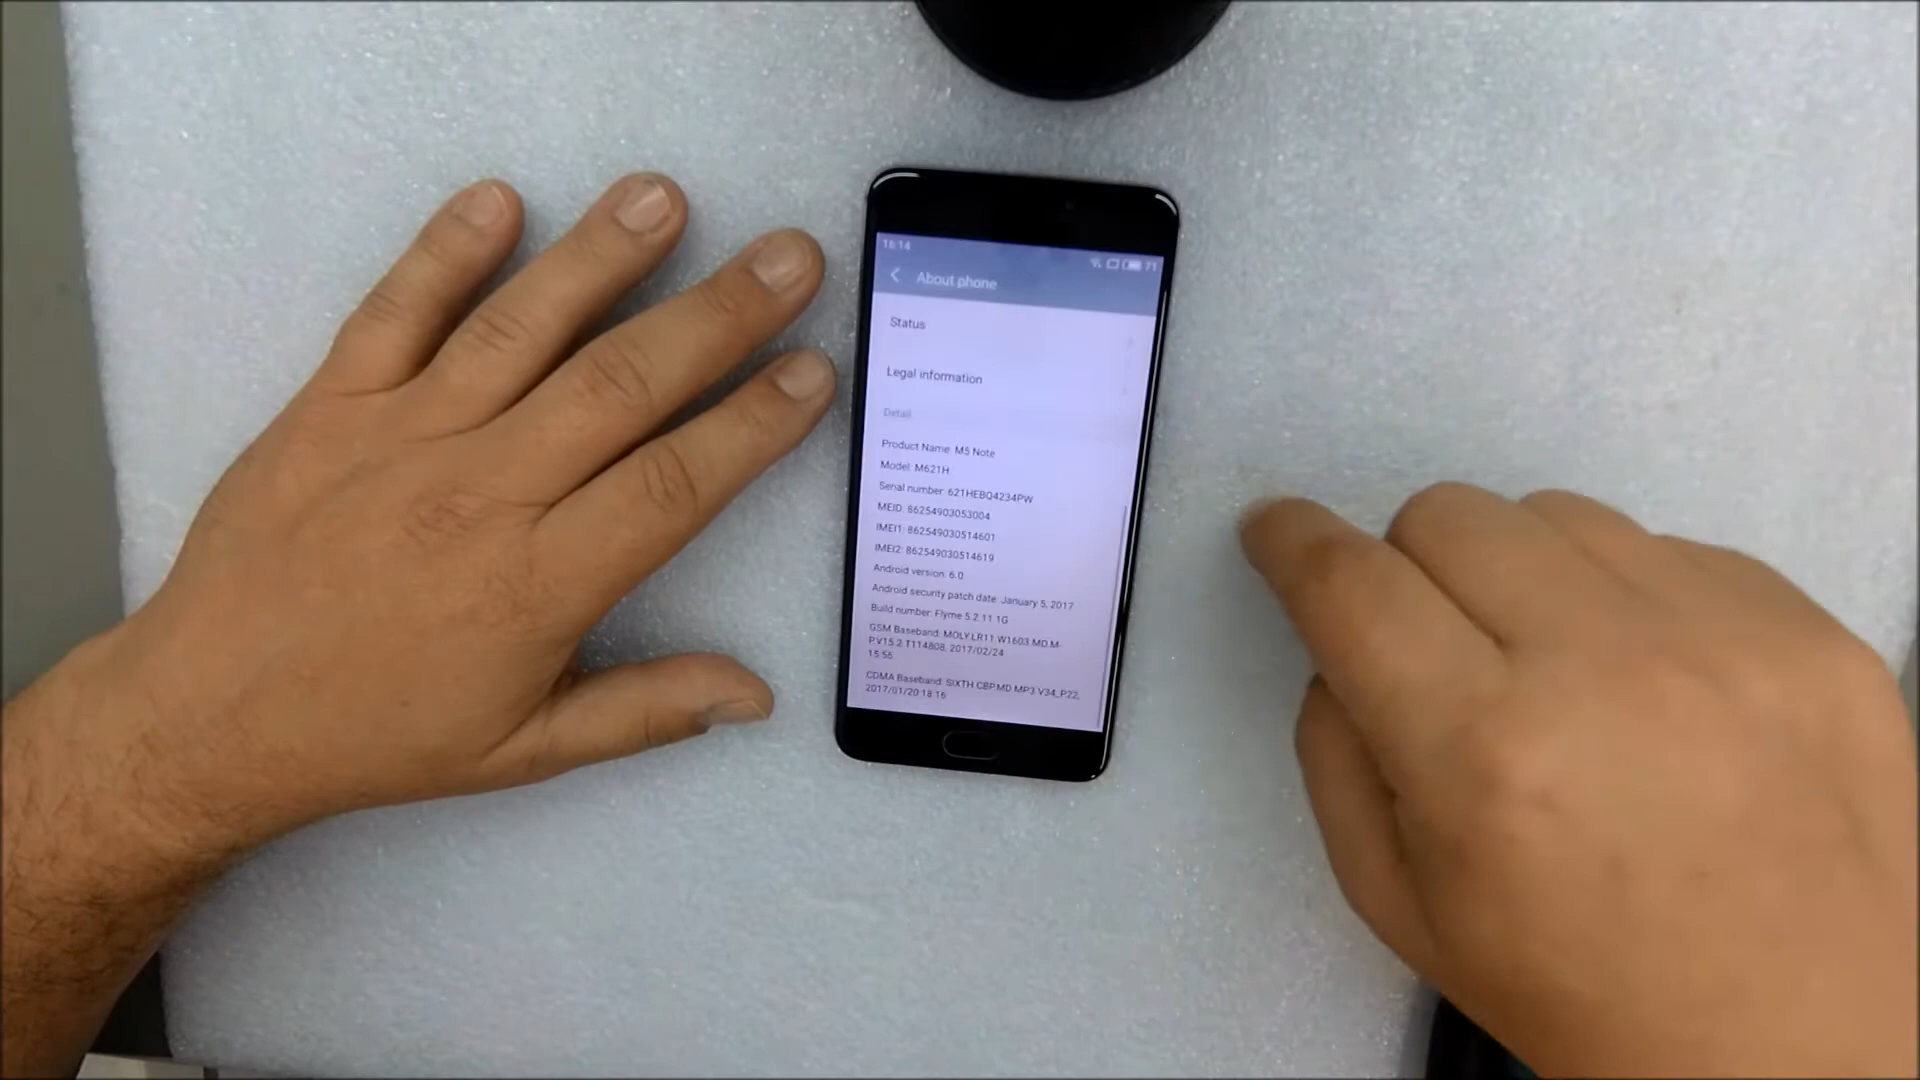 16:14
71
About phone
Status
Legal information
Detail
Product Name: M5 Note
Model: M621H
Serial number: 621HEBQ4234PW
MEID: 86254903053004
IMEI1: 862549030514601
IMEI2: 862549030514619
Android version: 6.0
Android security patch date: January 5, 2017
Build number: Flyme 5.2.11.1G
GSM Baseband: MOLY.LR11.W1603.MD.M-
P.V15.2.T114808, 2017/02/24
15:56
CDMA Baseband: SIXTH.CBP.MD.MP3.V34_P22,
2017/01/20 18:16